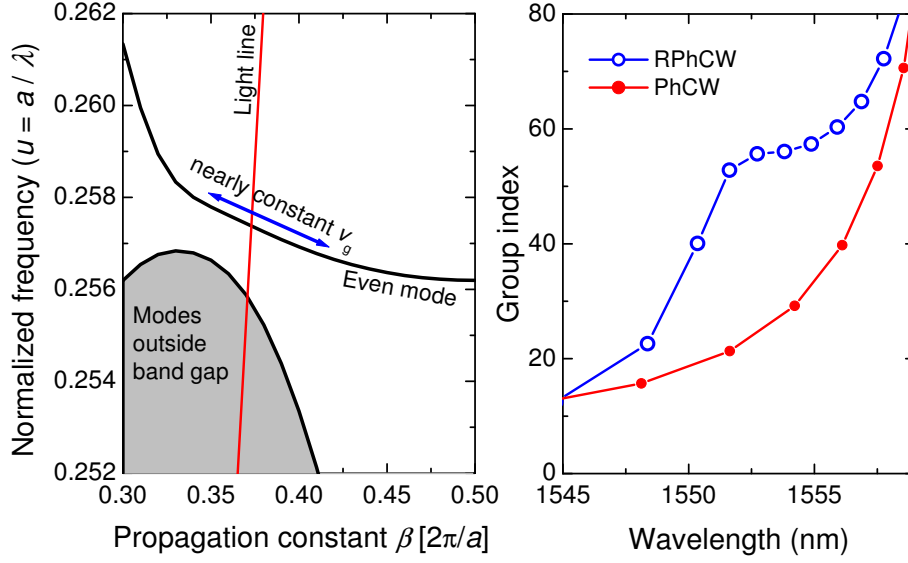 Normalized frequency (u = a / λ)
0.262
0.260
0.258
0.256
0.254
0.252
Light line
nearly constant v_g
Even mode
Modes
outside
band gap
0.30
0.35
0.40
0.45
0.50
Propagation constant β [2π/a]
Group index
80
60
40
20
0
RPhCW
PhCW
1545
1550
1555
Wavelength (nm)